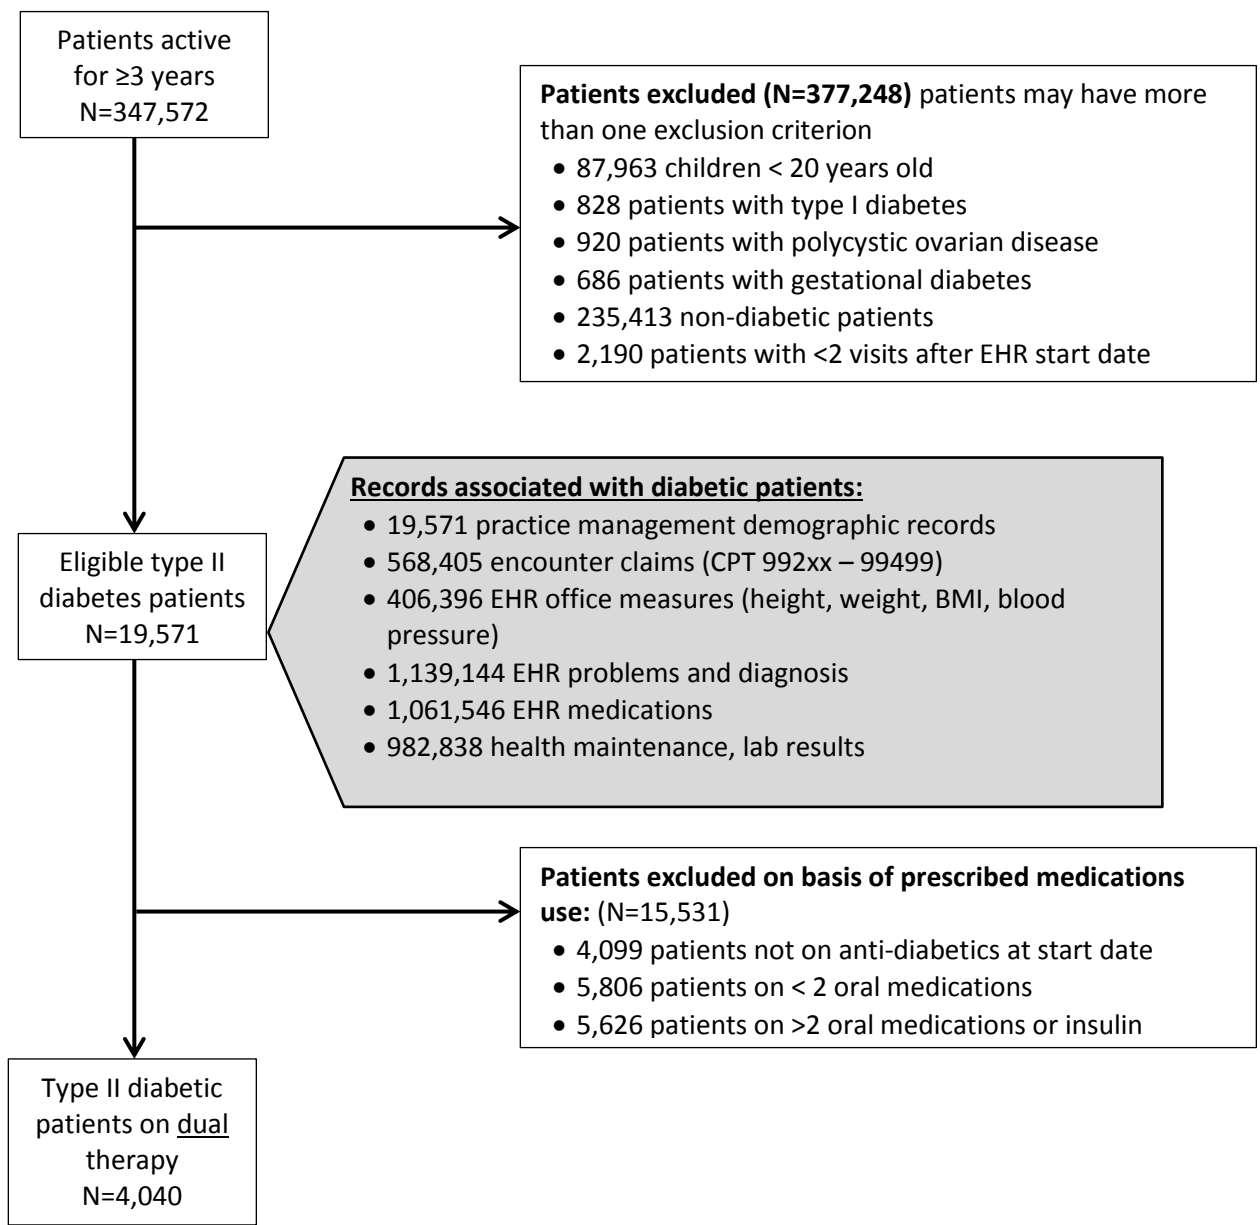 Patients active
for ≥3 years
N=347,572
Patients excluded (N=377,248) patients may have more
than one exclusion criterion
• 87,963 children < 20 years old
• 828 patients with type I diabetes
• 920 patients with polycystic ovarian disease
• 686 patients with gestational diabetes
• 235,413 non-diabetic patients
• 2,190 patients with <2 visits after EHR start date
Records associated with diabetic patients:
• 19,571 practice management demographic records
• 568,405 encounter claims (CPT 992xx – 99499)
• 406,396 EHR office measures (height, weight, BMI, blood
pressure)
• 1,139,144 EHR problems and diagnosis
• 1,061,546 EHR medications
• 982,838 health maintenance, lab results
Eligible type II
diabetes patients
N=19,571
Patients excluded on basis of prescribed medications
use: (N=15,531)
• 4,099 patients not on anti-diabetics at start date
• 5,806 patients on < 2 oral medications
• 5,626 patients on >2 oral medications or insulin
Type II diabetic
patients on dual
therapy
N=4,040